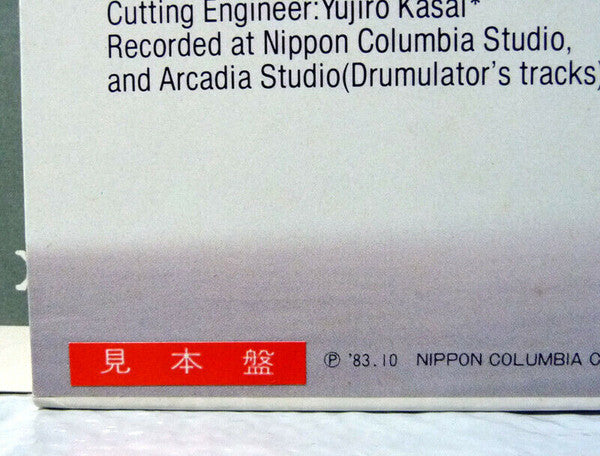 Cutting Engineer:Yujiro Kasai*
Recorded at Nippon Columbia Studio,
and Arcadia Studio(Drumulator's tracks)
見本盤
Ⓟ '83.10 NIPPON COLUMBIA C